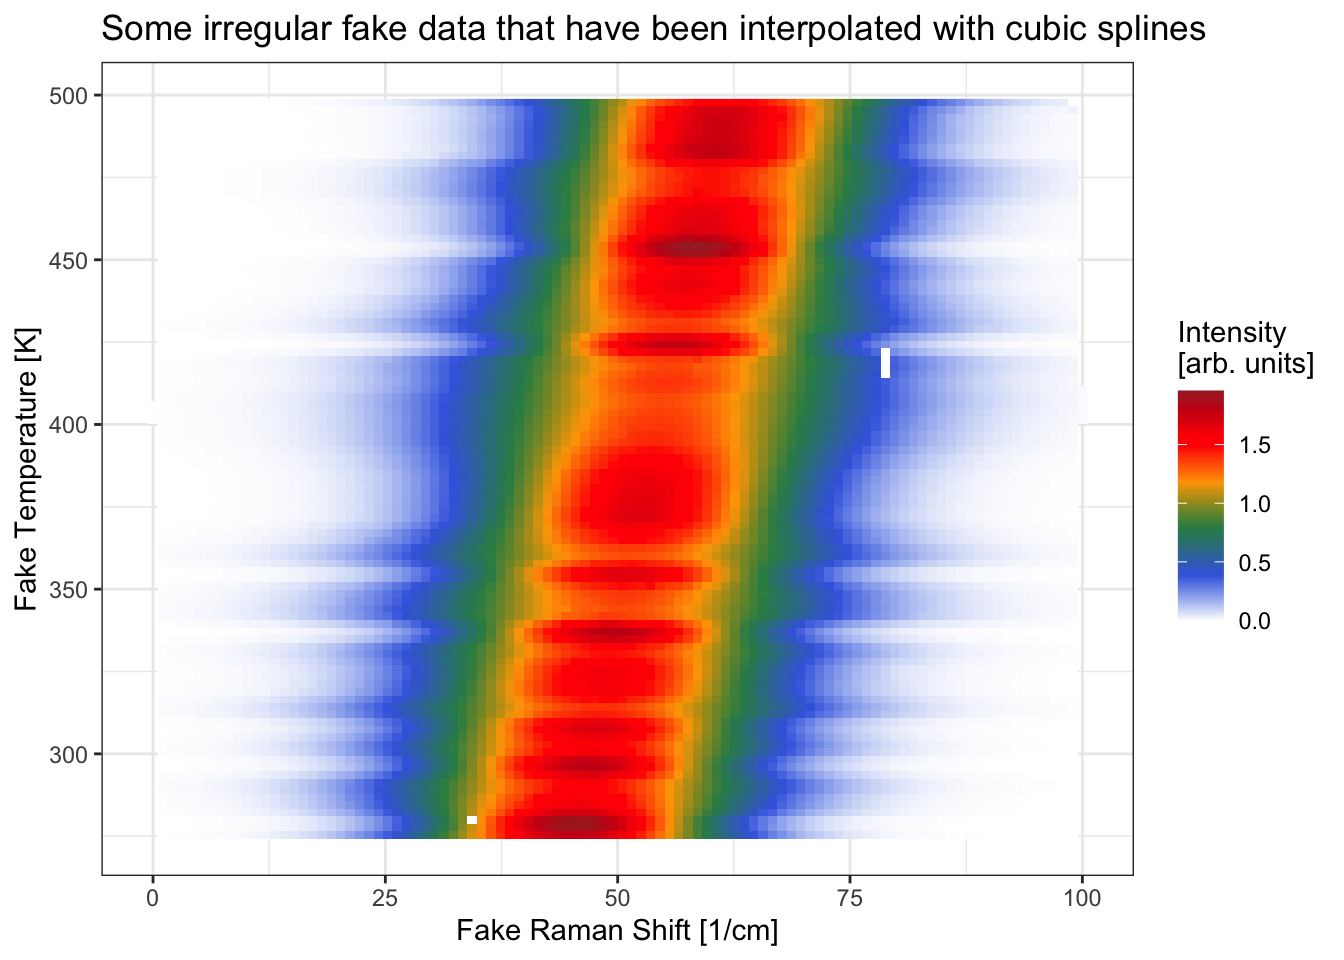 Some irregular fake data that have been interpolated with cubic splines
500
450
400
350
300
Fake Temperature [K]
0
25
50
75
100
Fake Raman Shift [1/cm]
Intensity
[arb. units]
1.5
1.0
0.5
0.0